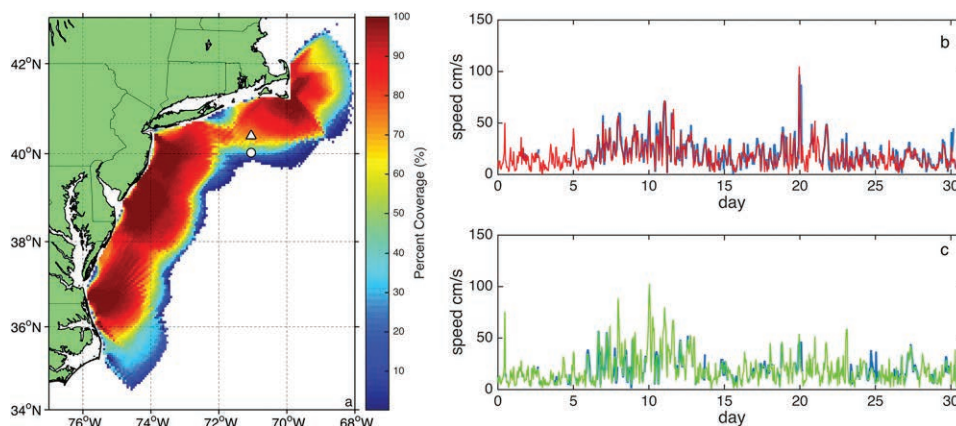 42°N
40°N
38°N
36°N
34°N
76°W
74°W
72°W
70°W
68°W
a
100
90
80
70
60
50
40
30
20
10
Percent Coverage (%)
b
speed cm/s
150
100
50
0
0 5 10 15 20 25 30
day
c
speed cm/s
150
100
50
0
0 5 10 15 20 25 30
day